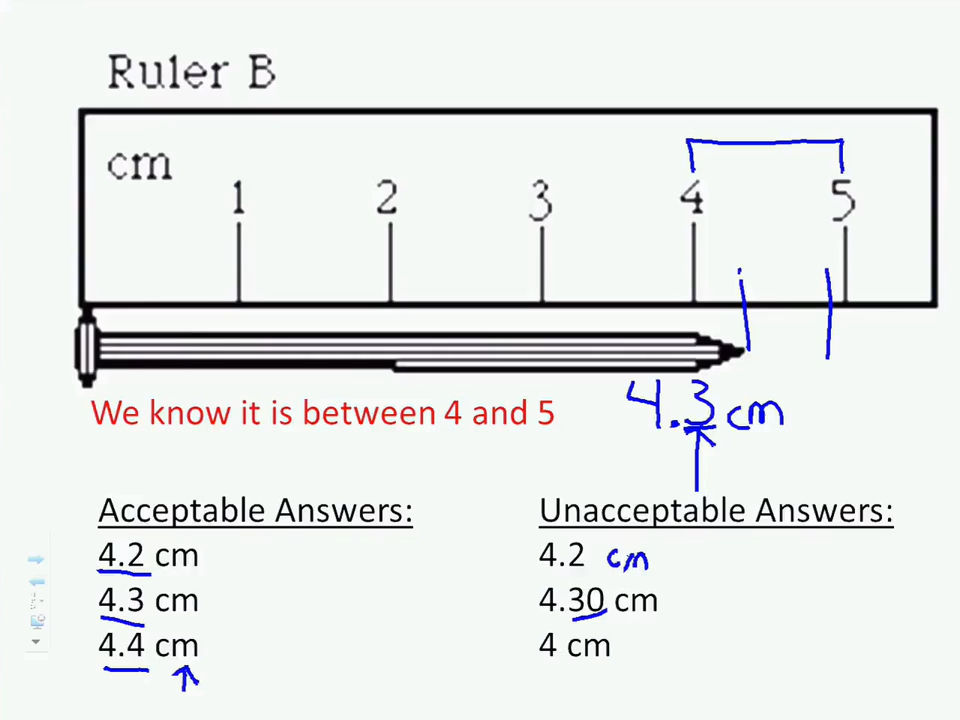 Ruler B
cm
1 2 3 4 5
4.3 cm
We know it is between 4 and 5
Acceptable Answers:
4.2 cm
4.3 cm
4.4 cm
Unacceptable Answers:
4.2 cm
4.30 cm
4 cm